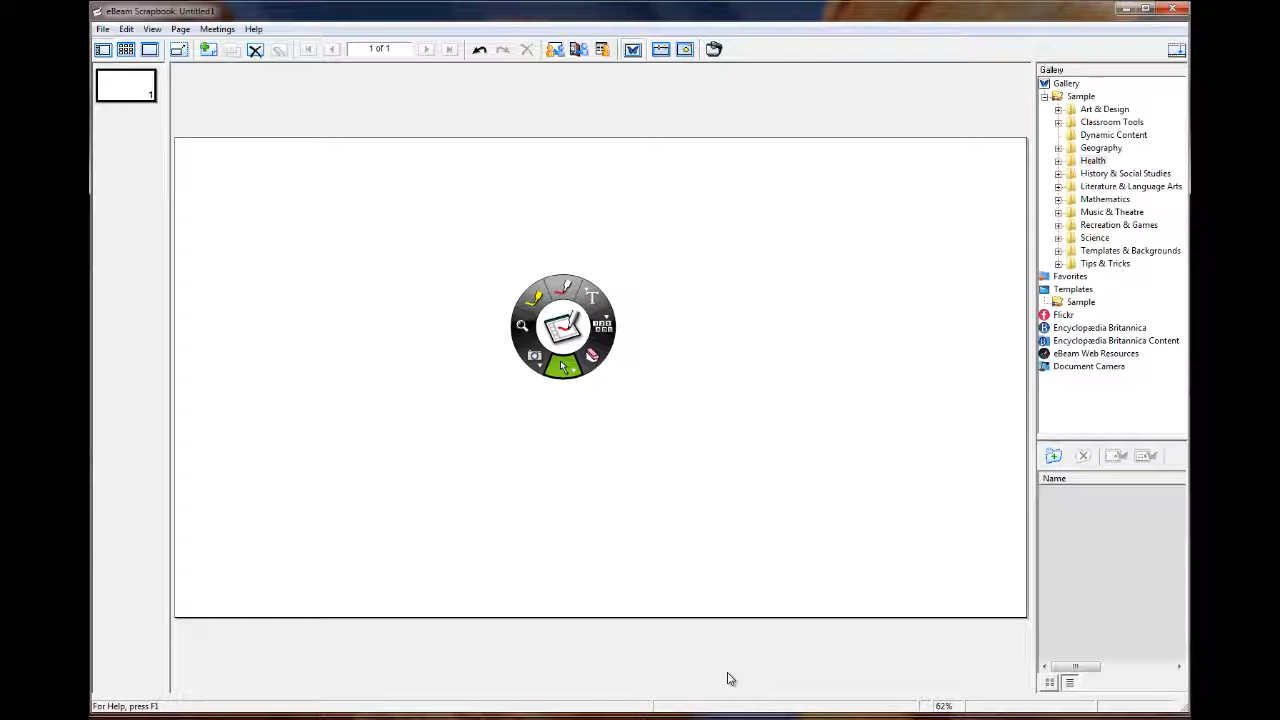 eBeam Scrapbook: Untitled1
File Edit View Page Meetings Help
1 of 1
1
T
Gallery
Gallery
Sample
Art & Design
Classroom Tools
Dynamic Content
Geography
Health
History & Social Studies
Literature & Language Arts
Mathematics
Music & Theatre
Recreation & Games
Science
Templates & Backgrounds
Tips & Tricks
Favorites
Templates
Sample
Flickr
Encyclopædia Britannica
Encyclopædia Britannica Content
eBeam Web Resources
Document Camera
Name
For Help, press F1
62%